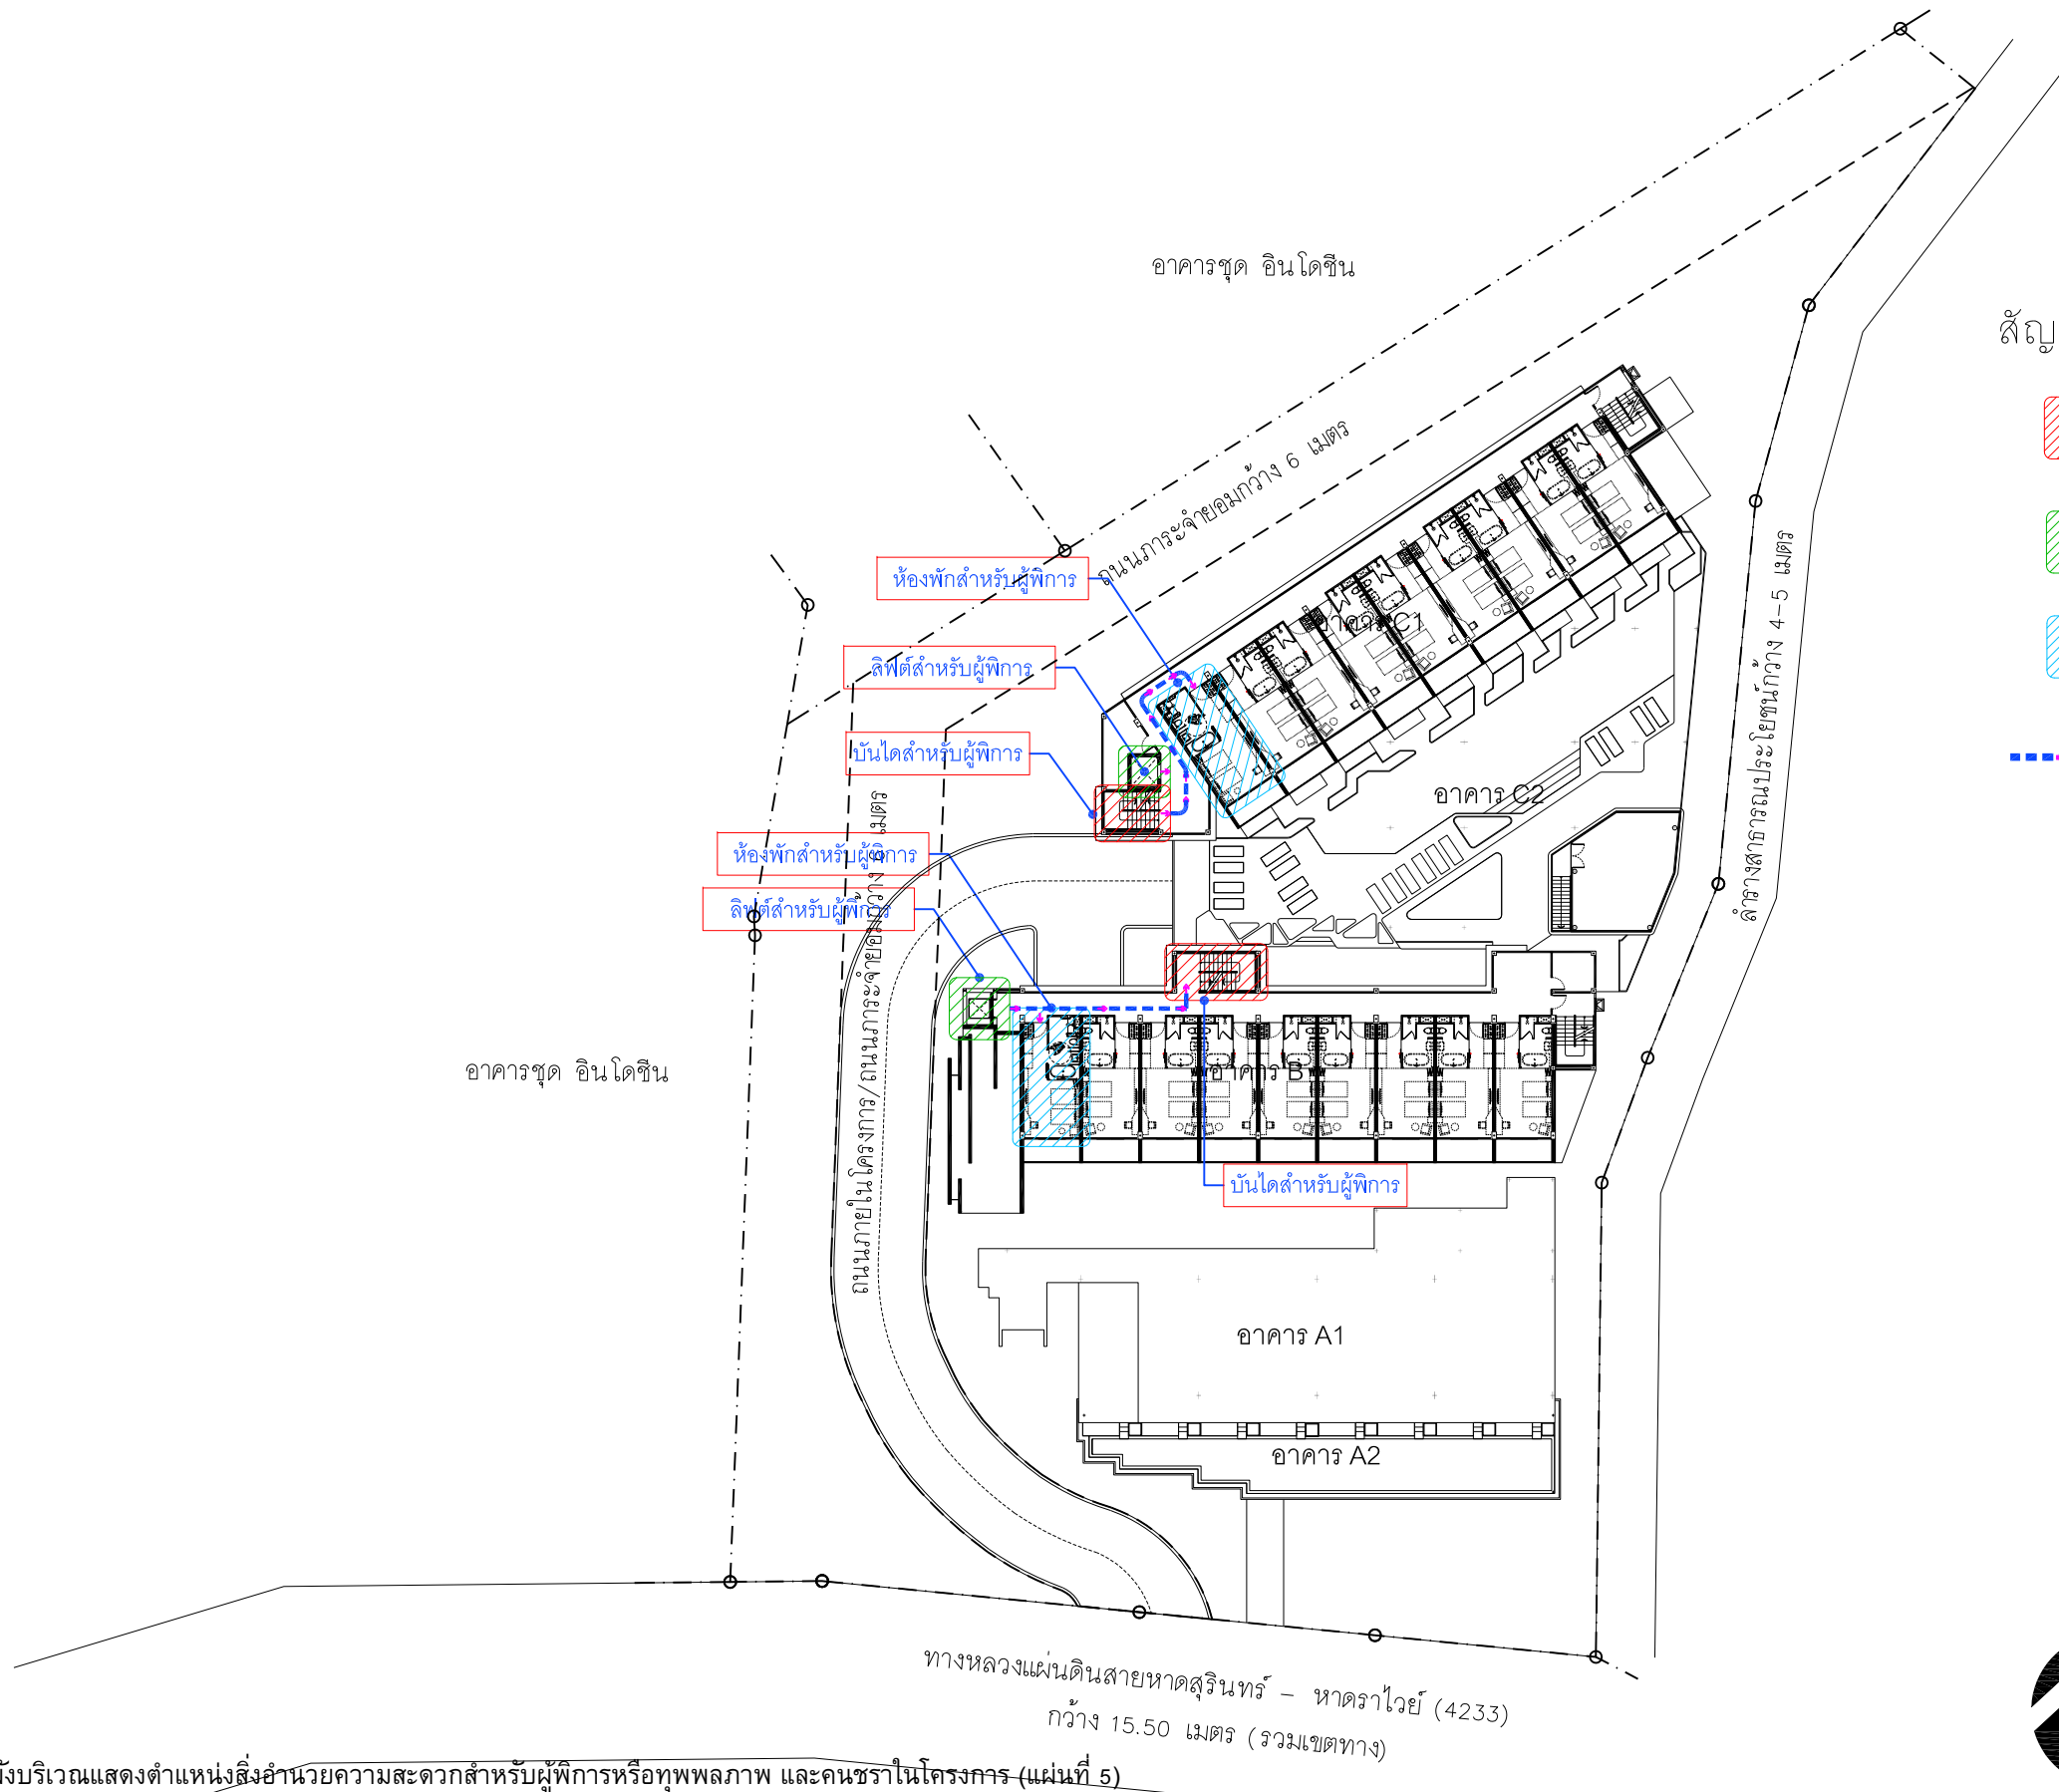 อาคารชุด อินโดชีน
สัญ
ถนนภาระจำยอมกว้าง 6 เมตร
ห้องพักสำหรับผู้พิการ
อาคาร C1
ลิฟต์สำหรับผู้พิการ
บันไดสำหรับผู้พิการ
อาคาร C2
ลำรางสาธารณประโยชน์กว้าง 4-5 เมตร
ห้องพักสำหรับผู้พิการ
ลิฟต์สำหรับผู้พิการ
ถนนภายในโครงการ/ถนนภาระจำยอมกว้าง เมตร
อาคารชุด อินโดชีน
อาคาร B
บันไดสำหรับผู้พิการ
อาคาร A1
อาคาร A2
ทางหลวงแผ่นดินสายหาดสุรินทร์ - หาดราไวย์ (4233)
กว้าง 15.50 เมตร (รวมเขตทาง)
ผังบริเวณแสดงตำแหน่งสิ่งอำนวยความสะดวกสำหรับผู้พิการหรือทุพพลภาพ และคนชราในโครงการ (แผ่นที่ 5)